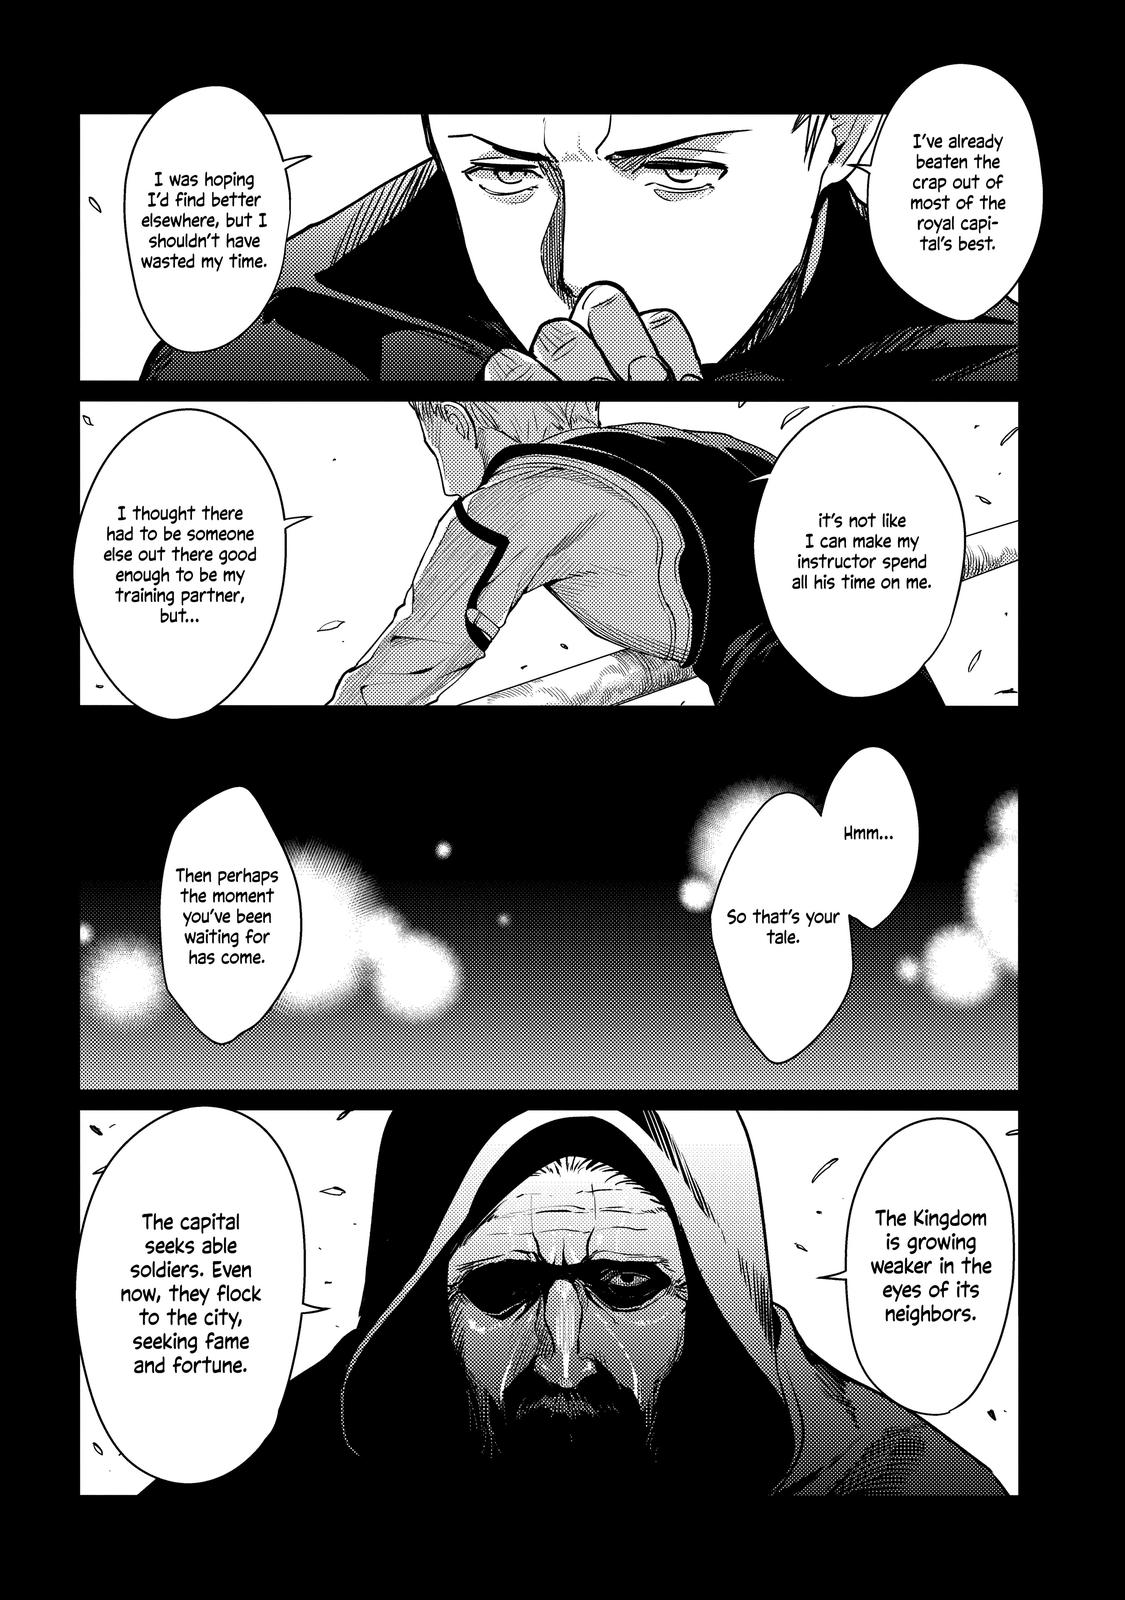 I've already
beaten the
crap out of
most of the
royal capi-
tal's best.
I was hoping
I'd find better
elsewhere, but I
shouldn't have
wasted my time.
it's not like
I can make my
instructor spend
all his time on me.
I thought there
had to be someone
else out there good
enough to be my
training partner,
but...
Hmm...
So that's your
tale.
Then perhaps
the moment
you've been
waiting for
has come.
The Kingdom
is growing
weaker in the
eyes of its
neighbors.
The capital
seeks able
soldiers. Even
now, they flock
to the city,
seeking fame
and fortune.